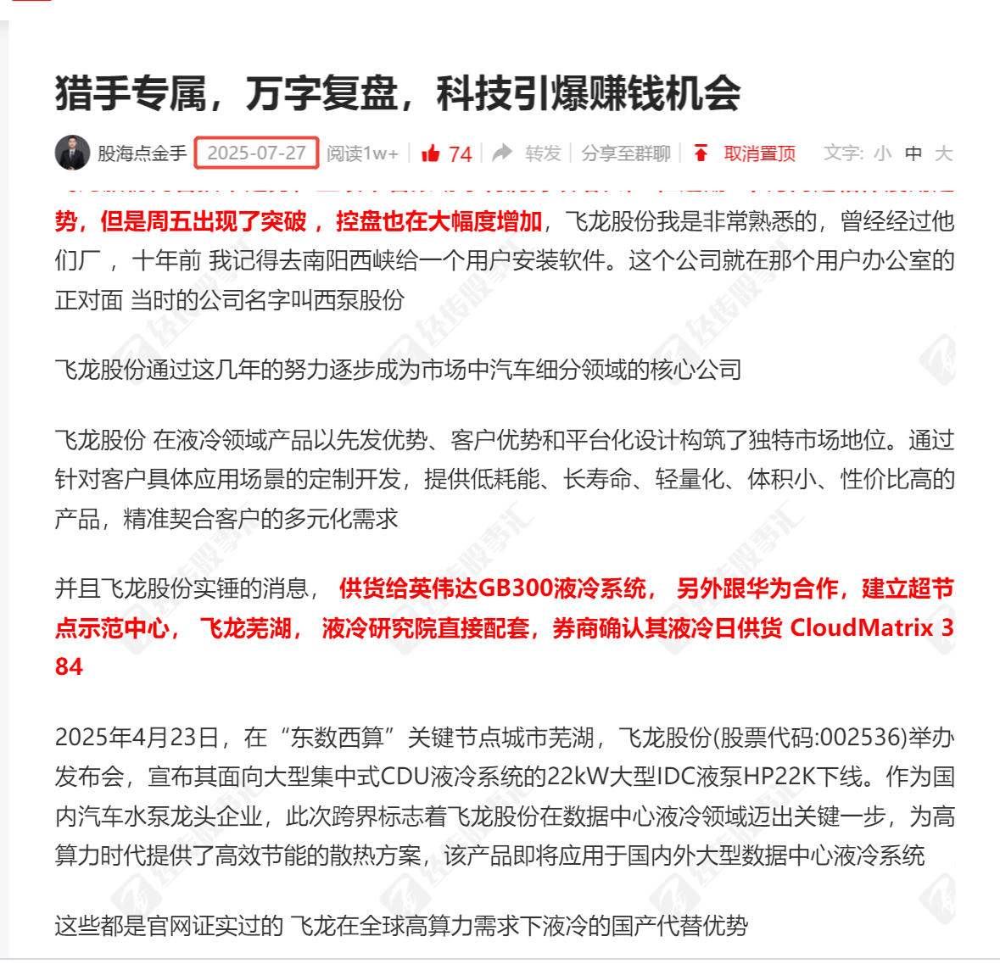 猎手专属，万字复盘，科技引爆赚钱机会
股海点金手 2025-07-27 阅读1w+ 74 转发 分享至群聊 取消置顶 文字: 小 中 大
势，但是周五出现了突破 ，控盘也在大幅度增加，飞龙股份我是非常熟悉的，曾经经过他
们厂 ，十年前 我记得去南阳西峡给一个用户安装软件。这个公司就在那个用户办公室的
正对面 当时的公司名字叫西泵股份
飞龙股份通过这几年的努力逐步成为市场中汽车细分领域的核心公司
飞龙股份 在液冷领域产品以先发优势、客户优势和平台化设计构筑了独特市场地位。通过
针对客户具体应用场景的定制开发，提供低耗能、长寿命、轻量化、体积小、性价比高的
产品，精准契合客户的多元化需求
并且飞龙股份实锤的消息， 供货给英伟达GB300液冷系统， 另外跟华为合作，建立超节
点示范中心， 飞龙芜湖， 液冷研究院直接配套，券商确认其液冷日供货 CloudMatrix 3
84
2025年4月23日，在“东数西算”关键节点城市芜湖，飞龙股份(股票代码:002536)举办
发布会，宣布其面向大型集中式CDU液冷系统的22kW大型IDC液泵HP22K下线。作为国
内汽车水泵龙头企业，此次跨界标志着飞龙股份在数据中心液冷领域迈出关键一步，为高
算力时代提供了高效节能的散热方案，该产品即将应用于国内外大型数据中心液冷系统
这些都是官网证实过的 飞龙在全球高算力需求下液冷的国产代替优势
经传股事汇